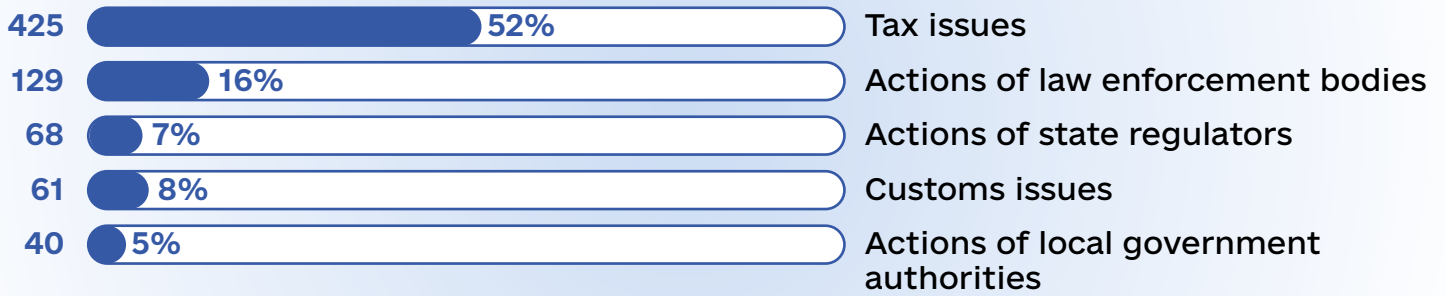 425 52% Tax issues
129 16% Actions of law enforcement bodies
68 7% Actions of state regulators
61 8% Customs issues
40 5% Actions of local government
authorities